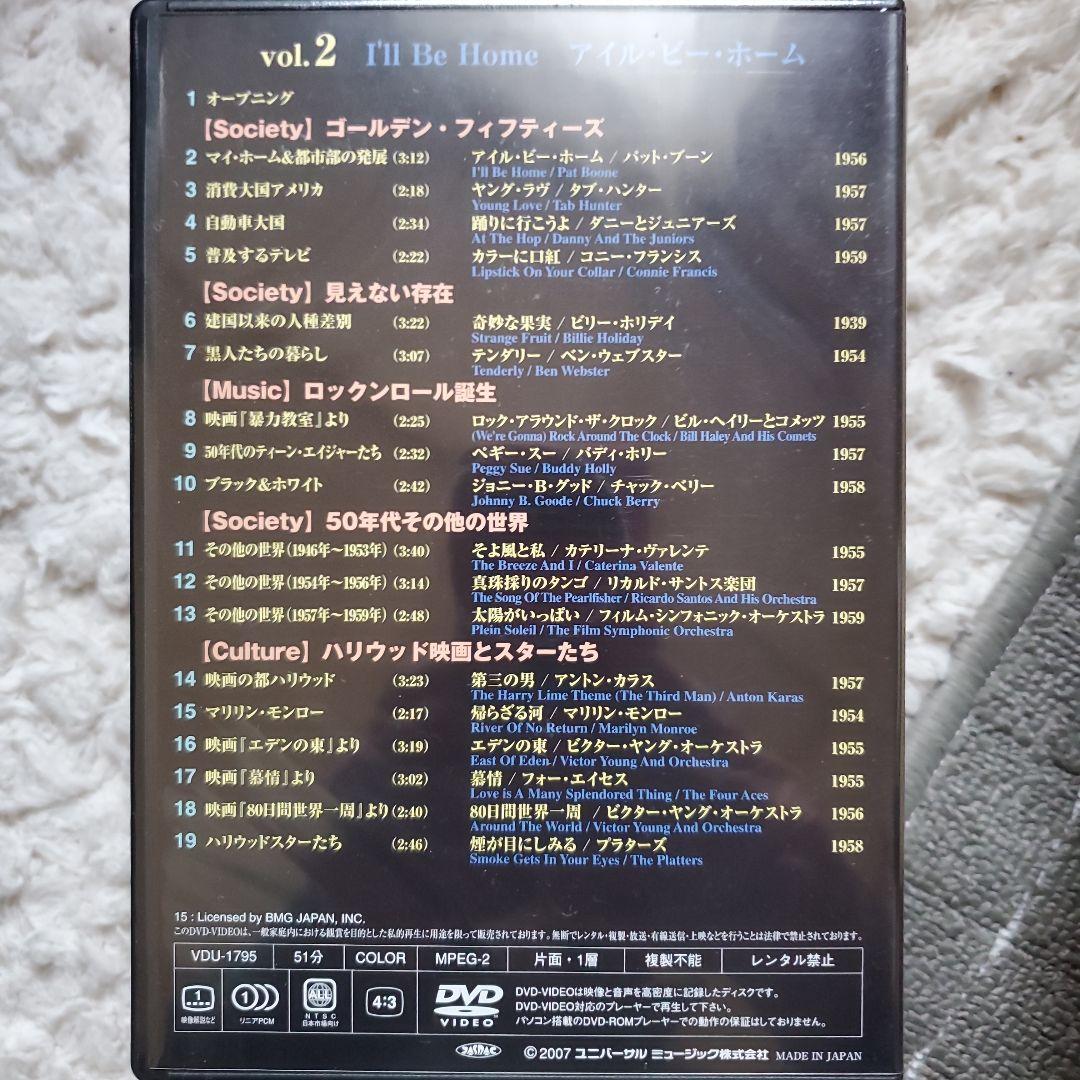 vol.2 I'll Be Home アイル・ビー・ホーム
1 オープニング
【Society】ゴールデン・フィフティーズ
2 マイ・ホーム&都市部の発展 (3:12) アイル・ビー・ホーム / パット・ブーン 1956
I'll Be Home / Pat Boone
3 消費大国アメリカ (2:18) ヤング・ラヴ / タブ・ハンター 1957
Young Love / Tab Hunter
4 自動車大国 (2:34) 踊りに行こうよ / ダニーとジュニアーズ 1957
At The Hop / Danny And The Juniors
5 普及するテレビ (2:22) カラーに口紅 / コニー・フランシス 1959
Lipstick On Your Collar / Connie Francis
【Society】見えない存在
6 建国以来の人種差別 (3:22) 奇妙な果実 / ビリー・ホリデイ 1939
Strange Fruit / Billie Holiday
7 黒人たちの暮らし (3:07) テンダリー / ベン・ウェブスター 1954
Tenderly / Ben Webster
【Music】ロックンロール誕生
8 映画『暴力教室』より (2:25) ロック・アラウンド・ザ・クロック / ビル・ヘイリーとコメッツ 1955
(We're Gonna) Rock Around The Clock / Bill Haley And His Comets
9 50年代のティーン・エイジャーたち (2:32) ペギー・スー / バディ・ホリー 1957
Peggy Sue / Buddy Holly
10 ブラック&ホワイト (2:42) ジョニー・B・グッド / チャック・ベリー 1958
Johnny B. Goode / Chuck Berry
【Society】50年代その他の世界
11 その他の世界(1946年〜1953年) (3:40) そよ風と私 / カテリーナ・ヴァレンテ 1955
The Breeze And I / Caterina Valente
12 その他の世界(1954年〜1956年) (3:14) 真珠採りのタンゴ / リカルド・サントス楽団 1957
The Song Of The Pearlfisher / Ricardo Santos And His Orchestra
13 その他の世界(1957年〜1959年) (2:48) 太陽がいっぱい / フィルム・シンフォニック・オーケストラ 1959
Plein Soleil / The Film Symphonic Orchestra
【Culture】ハリウッド映画とスターたち
14 映画の都ハリウッド (3:23) 第三の男 / アントン・カラス 1957
The Harry Lime Theme (The Third Man) / Anton Karas
15 マリリン・モンロー (2:17) 帰らざる河 / マリリン・モンロー 1954
River Of No Return / Marilyn Monroe
16 映画『エデンの東』より (3:19) エデンの東 / ビクター・ヤング・オーケストラ 1955
East Of Eden / Victor Young And Orchestra
17 映画『慕情』より (3:02) 慕情 / フォー・エイセス 1955
Love is A Many Splendored Thing / The Four Aces
18 映画『80日間世界一周』より (2:40) 80日間世界一周 / ビクター・ヤング・オーケストラ 1956
Around The World / Victor Young And Orchestra
19 ハリウッドスターたち (2:46) 煙が目にしみる / プラターズ 1958
Smoke Gets In Your Eyes / The Platters
15 : Licensed by BMG JAPAN, INC.
このDVD-VIDEOは、一般家庭内における観賞を目的とした私的再生に用途を限って販売されております。無断でレンタル・複製・放送・有線送信・上映などを行うことは法律で禁止されております。
VDU-1795 51分 COLOR MPEG-2 片面・1層 複製不能 レンタル禁止
1 映像解説など
1 リニアPCM
ALL NTSC 日本市場向け
4:3
DVD VIDEO
DVD-VIDEOは映像と音声を高密度に記録したディスクです。
DVD-VIDEO対応のプレーヤーで再生して下さい。
パソコン搭載のDVD-ROMプレーヤーでの動作の保証はしておりません。
JASRAC ©2007 ユニバーサル ミュージック株式会社 MADE IN JAPAN